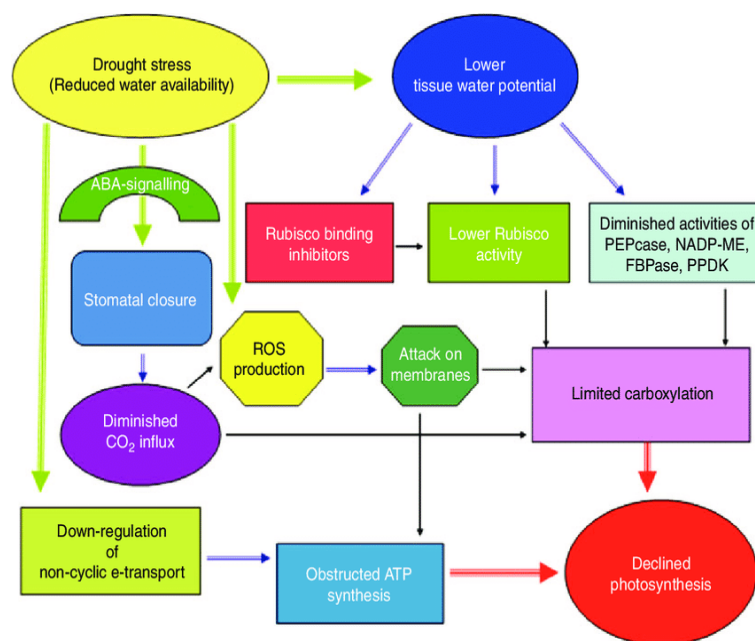 Drought stress
(Reduced water availability)
Lower
tissue water potential
ABA-signalling
Rubisco binding
inhibitors
Lower Rubisco
activity
Diminished activities of
PEPcase, NADP-ME,
FBPase, PPDK
Stomatal closure
ROS
production
Attack on
membranes
Limited carboxylation
Diminished
CO₂ influx
Down-regulation
of
non-cyclic e-transport
Obstructed ATP
synthesis
Declined
photosynthesis